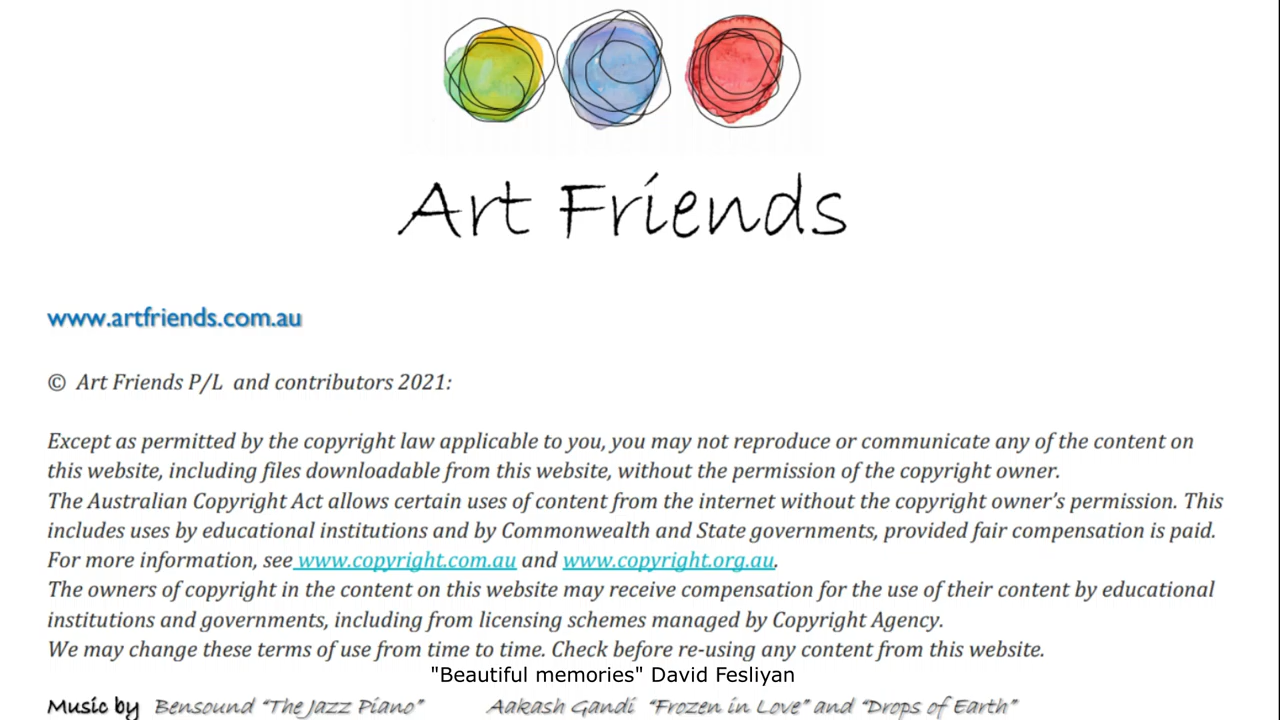 Art Friends
www.artfriends.com.au
© Art Friends P/L and contributors 2021:
Except as permitted by the copyright law applicable to you, you may not reproduce or communicate any of the content on
this website, including files downloadable from this website, without the permission of the copyright owner.
The Australian Copyright Act allows certain uses of content from the internet without the copyright owner's permission. This
includes uses by educational institutions and by Commonwealth and State governments, provided fair compensation is paid.
For more information, see www.copyright.com.au and www.copyright.org.au.
The owners of copyright in the content on this website may receive compensation for the use of their content by educational
institutions and governments, including from licensing schemes managed by Copyright Agency.
We may change these terms of use from time to time. Check before re-using any content from this website.
"Beautiful memories" David Fesliyan
Music by Bensound "The Jazz Piano" Aakash Gandi "Frozen in Love" and "Drops of Earth"